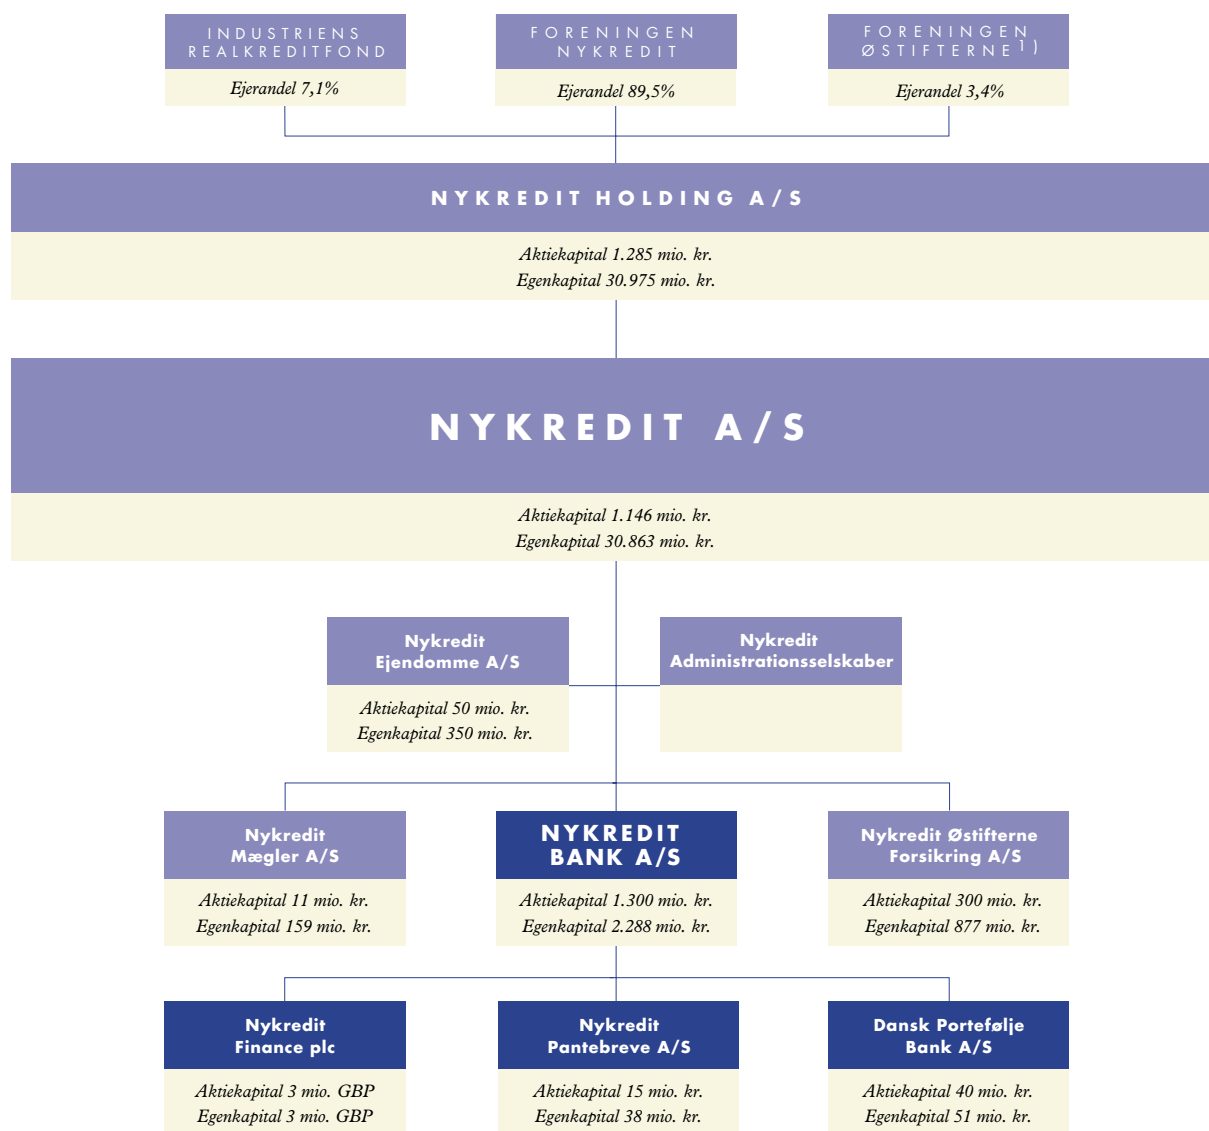 INDUSTRIENS
REALKREDITFOND
Ejerandel 7,1%
FORENINGEN
NYKREDIT
Ejerandel 89,5%
FORENINGEN
ØSTIFTERNE1)
Ejerandel 3,4%
NYKREDIT HOLDING A/S
Aktiekapital 1.285 mio. kr.
Egenkapital 30.975 mio. kr.
NYKREDIT A/S
Aktiekapital 1.146 mio. kr.
Egenkapital 30.863 mio. kr.
Nykredit
Ejendomme A/S
Aktiekapital 50 mio. kr.
Egenkapital 350 mio. kr.
Nykredit
Administrationsselskaber
Nykredit
Mægler A/S
Aktiekapital 11 mio. kr.
Egenkapital 159 mio. kr.
NYKREDIT
BANK A/S
Aktiekapital 1.300 mio. kr.
Egenkapital 2.288 mio. kr.
Nykredit Østifterne
Forsikring A/S
Aktiekapital 300 mio. kr.
Egenkapital 877 mio. kr.
Nykredit
Finance plc
Aktiekapital 3 mio. GBP
Egenkapital 3 mio. GBP
Nykredit
Pantebreve A/S
Aktiekapital 15 mio. kr.
Egenkapital 38 mio. kr.
Dansk Portefølje
Bank A/S
Aktiekapital 40 mio. kr.
Egenkapital 51 mio. kr.